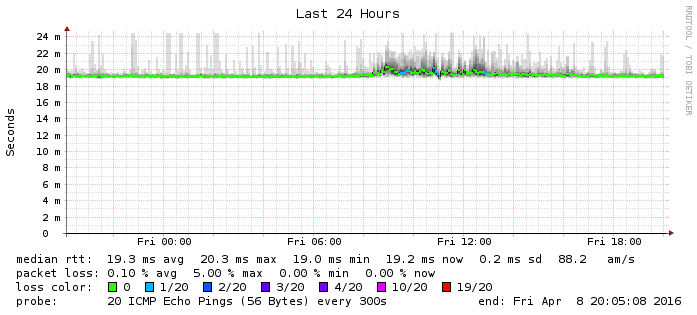 Last 24 Hours
RRDTOOL / TOBI OETIKER
Seconds
24 m
22 m
20 m
18 m
16 m
14 m
12 m
10 m
8 m
6 m
4 m
2 m
0
Fri 00:00 Fri 06:00 Fri 12:00 Fri 18:00
median rtt: 19.3 ms avg 20.3 ms max 19.0 ms min 19.2 ms now 0.2 ms sd 88.2 am/s
packet loss: 0.10 % avg 5.00 % max 0.00 % min 0.00 % now
loss color: 0 1/20 2/20 3/20 4/20 10/20 19/20
probe: 20 ICMP Echo Pings (56 Bytes) every 300s end: Fri Apr 8 20:05:08 2016